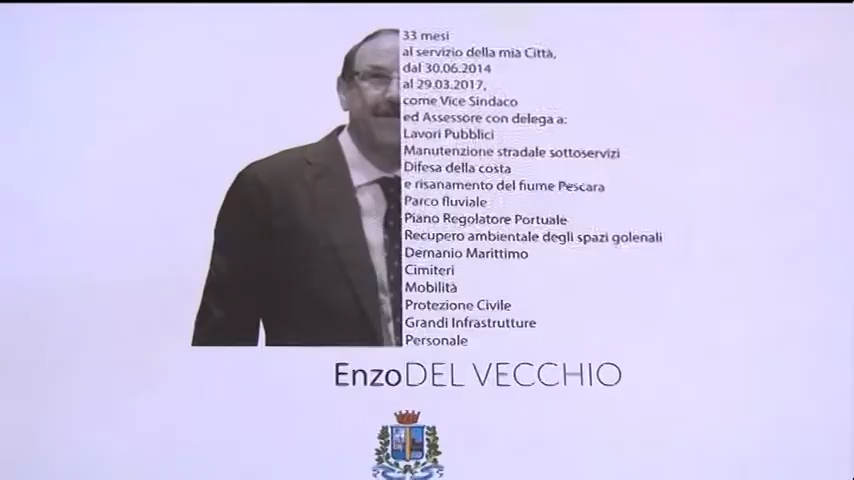 33 mesi
al servizio della mia Città,
dal 30.06.2014
al 29.03.2017,
come Vice Sindaco
ed Assessore con delega a:
Lavori Pubblici
Manutenzione stradale sottoservizi
Difesa della costa
e risanamento del fiume Pescara
Parco fluviale
Piano Regolatore Portuale
Recupero ambientale degli spazi golenali
Demanio Marittimo
Cimiteri
Mobilità
Protezione Civile
Grandi Infrastrutture
Personale
Enzo DEL VECCHIO